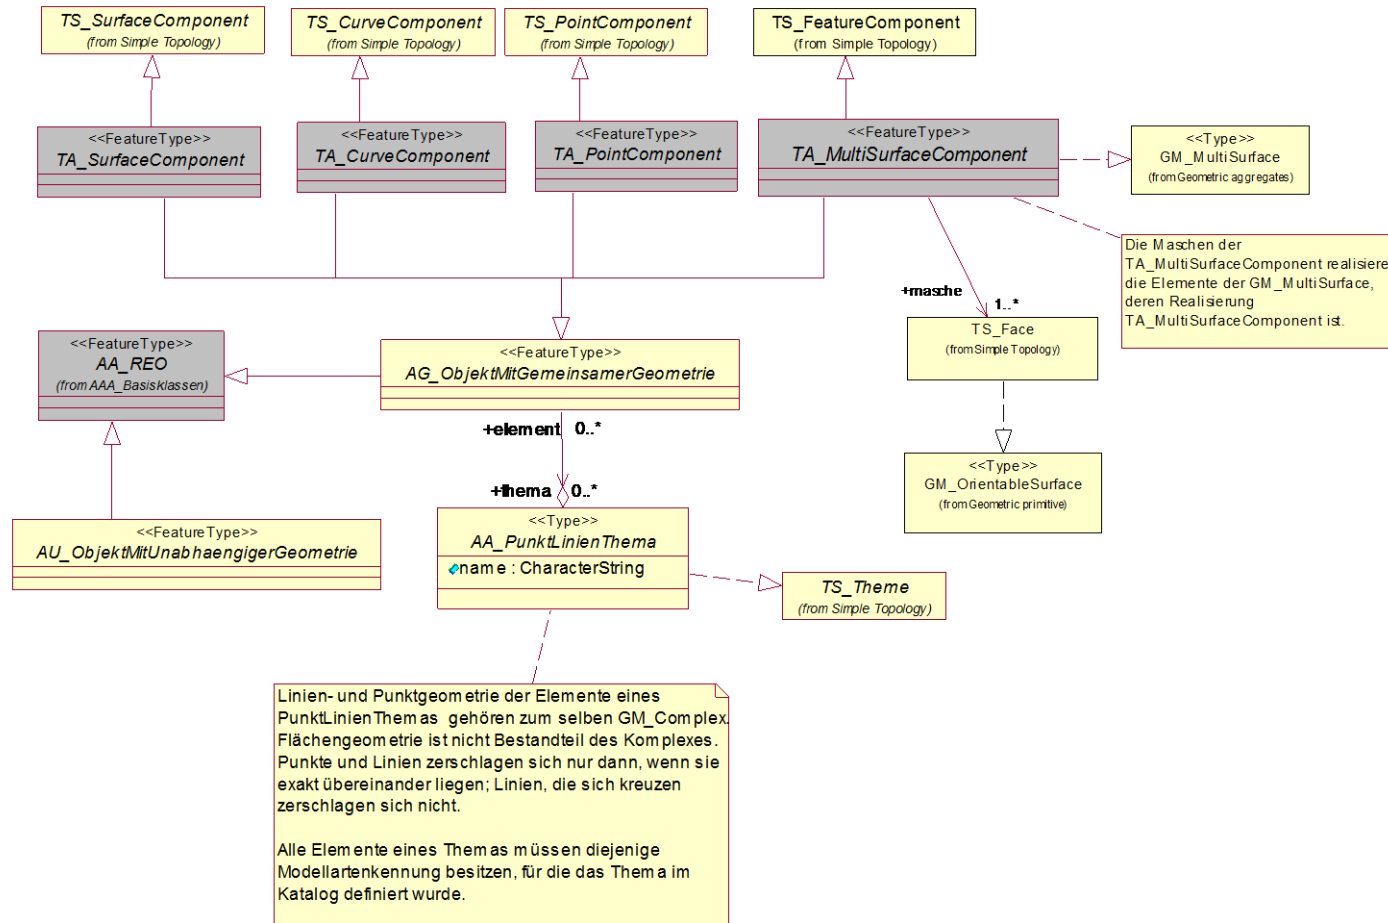 TS_SurfaceComponent
(from Simple Topology)
TS_CurveComponent
(from Simple Topology)
TS_PointComponent
(from Simple Topology)
TS_FeatureComponent
(from Simple Topology)
<<FeatureType>>
TA_SurfaceComponent
<<FeatureType>>
TA_CurveComponent
<<FeatureType>>
TA_PointComponent
<<FeatureType>>
TA_MultiSurfaceComponent
<<Type>>
GM_MultiSurface
(from Geometric aggregates)
Die Maschen der
TA_MultiSurfaceComponent realisiere
die Elemente der GM_MultiSurface,
deren Realisierung
TA_MultiSurfaceComponent ist.
+masche
1..*
TS_Face
(from Simple Topology)
<<FeatureType>>
AA_REO
(from AAA_Basisklassen)
<<FeatureType>>
AG_ObjektMitGemeinsamerGeometrie
+element 0..*
+thema 0..*
<<Type>>
GM_OrientableSurface
(from Geometric primitive)
<<FeatureType>>
AU_ObjektMitUnabhaengigerGeometrie
<<Type>>
AA_PunktLinienThema
name : CharacterString
TS_Theme
(from Simple Topology)
Linien- und Punktgeometrie der Elemente eines
PunktLinienThemas gehören zum selben GM_Complex.
Flächengeometrie ist nicht Bestandteil des Komplexes.
Punkte und Linien zerschlagen sich nur dann, wenn sie
exakt übereinander liegen; Linien, die sich kreuzen
zerschlagen sich nicht.
Alle Elemente eines Themas müssen diejenige
Modellartenkennung besitzen, für die das Thema im
Katalog definiert wurde.